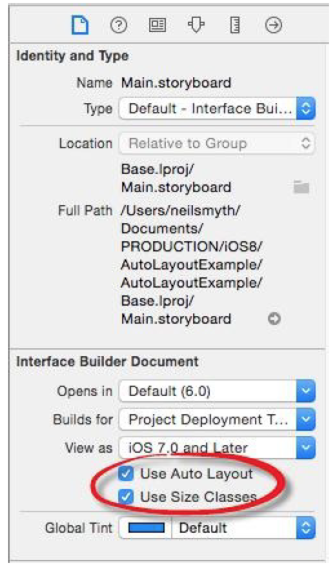 Identity and Type
Name Main.storyboard
Type Default - Interface Bui...
Location Relative to Group
Base.lproj/
Main.storyboard
Full Path /Users/neilsmyth/
Documents/
PRODUCTION/iOS8/
AutoLayoutExample/
AutoLayoutExample/
Base.lproj/
Main.storyboard
Interface Builder Document
Opens in Default (6.0)
Builds for Project Deployment T...
View as iOS 7.0 and Later
Use Auto Layout
Use Size Classes
Global Tint Default